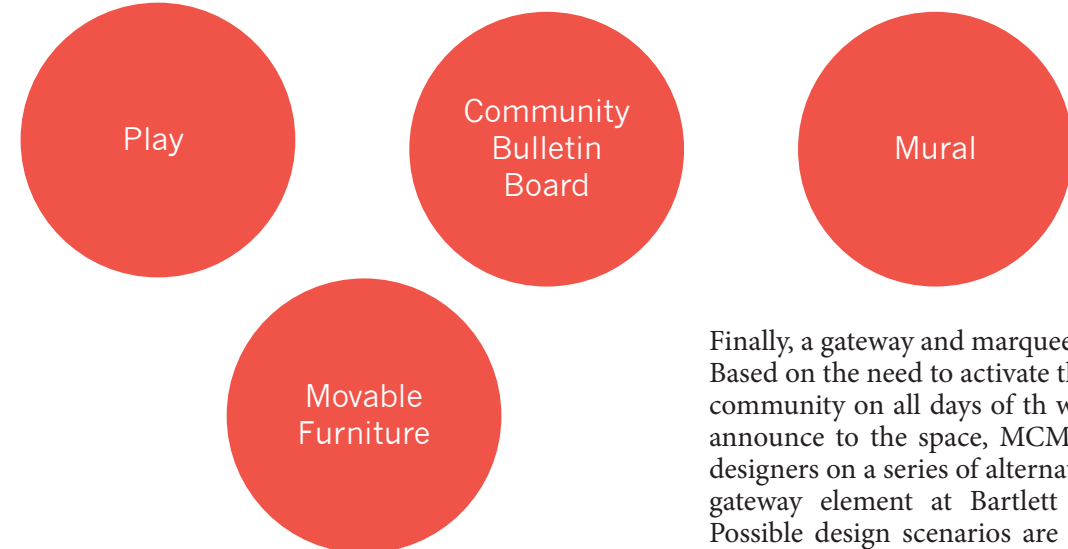 Play
Community
Bulletin
Board
Mural
Movable
Furniture
Finally, a gateway and marquee
Based on the need to activate
community on all days of th
announce to the space, MCM
designers on a series of
gateway element at Bartlett
Possible design scenarios are